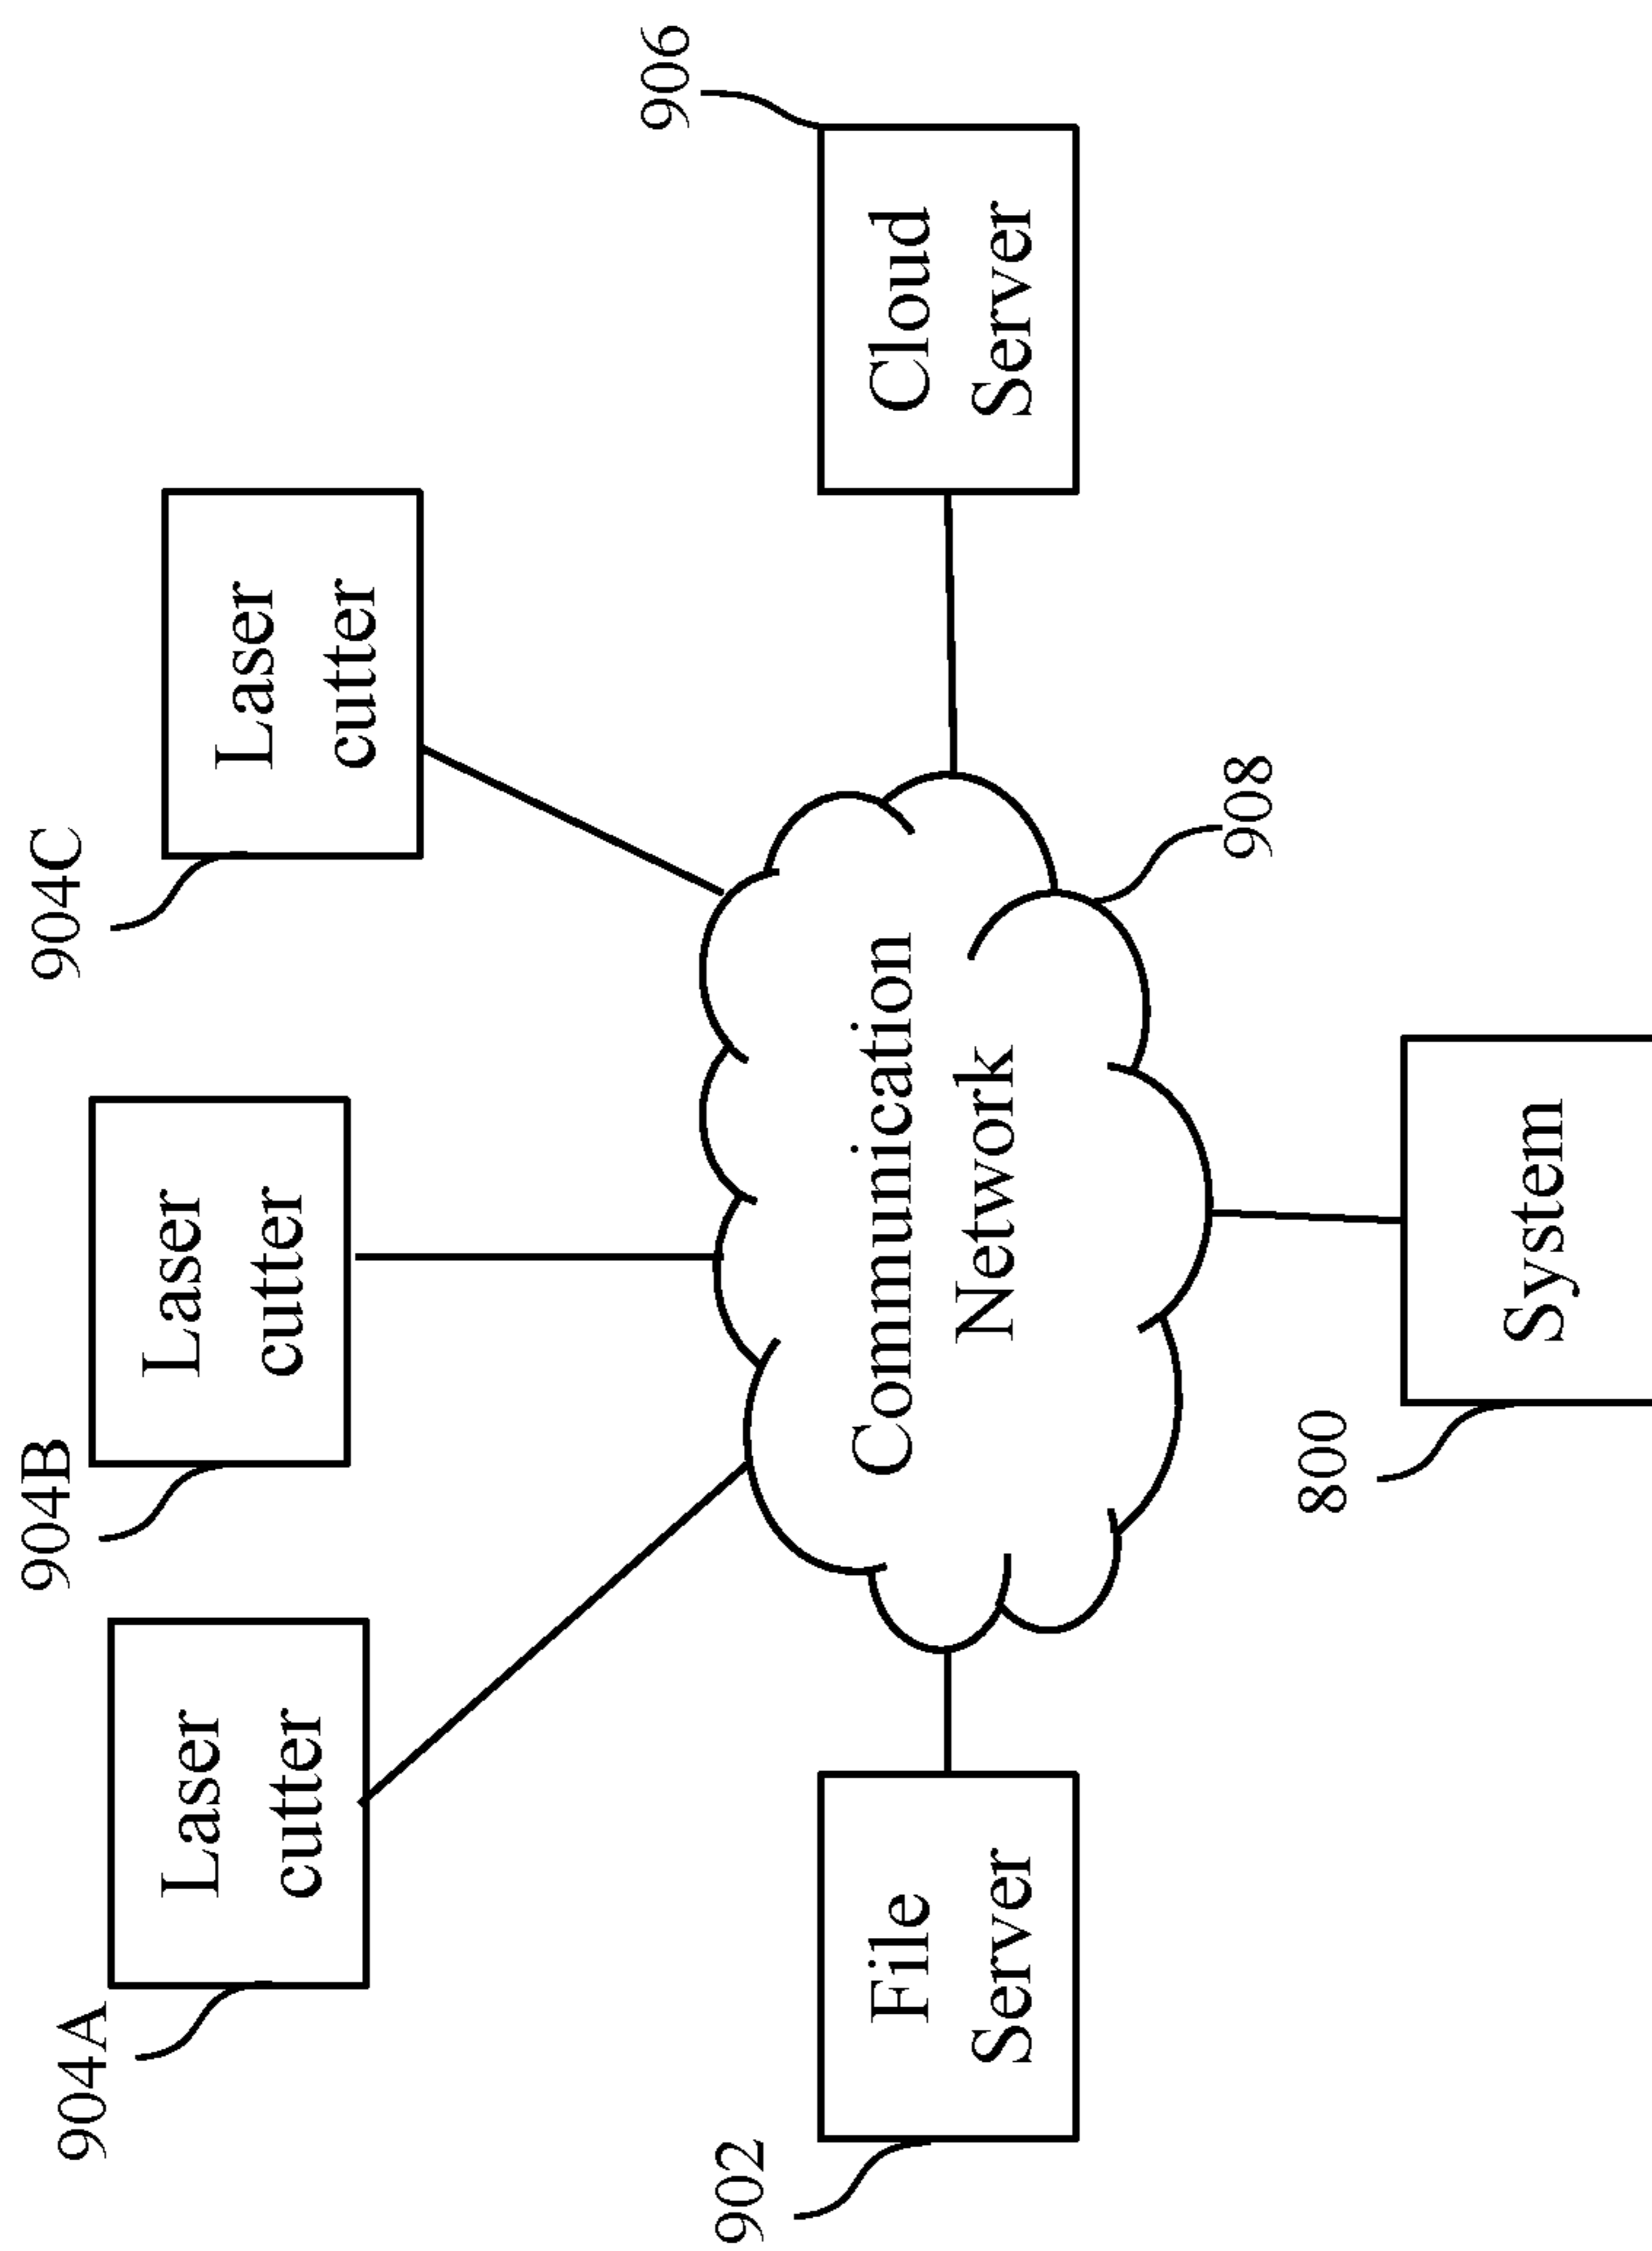 904A
Laser
cutter
904B
Laser
cutter
904C
Laser
cutter
902
File
Server
Communication
Network
906
Cloud
Server
908
800
System